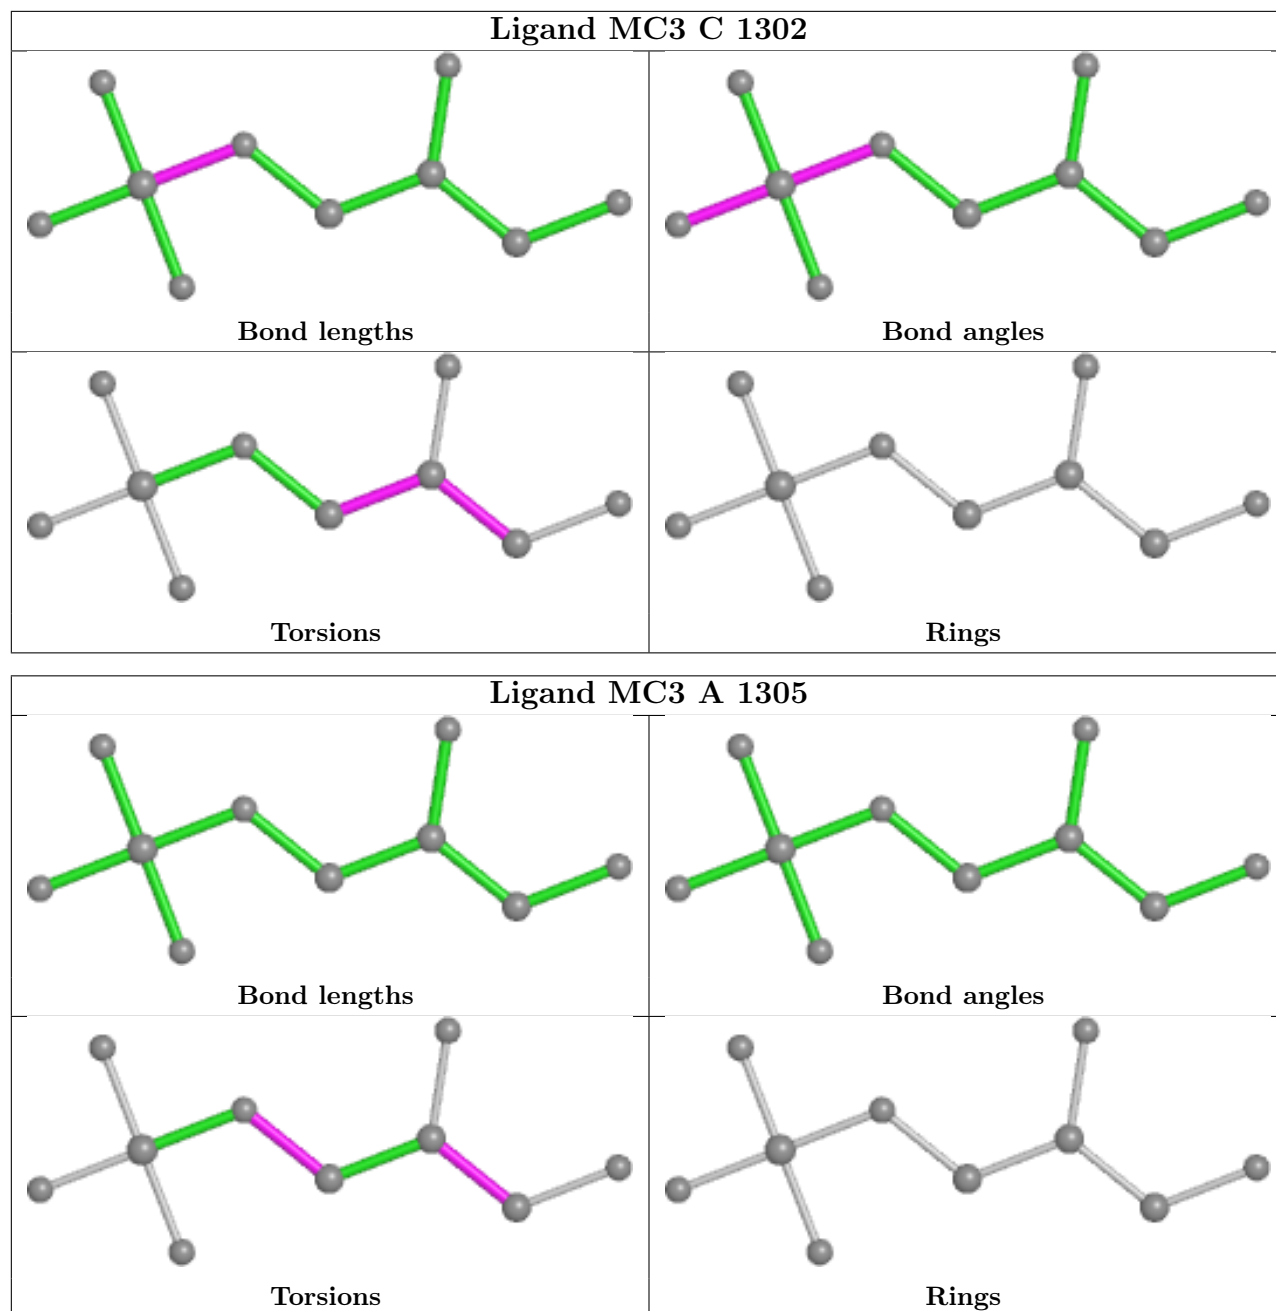 Ligand MC3 C 1302
Bond lengths
Bond angles
Torsions
Rings
Ligand MC3 A 1305
Bond lengths
Bond angles
Torsions
Rings